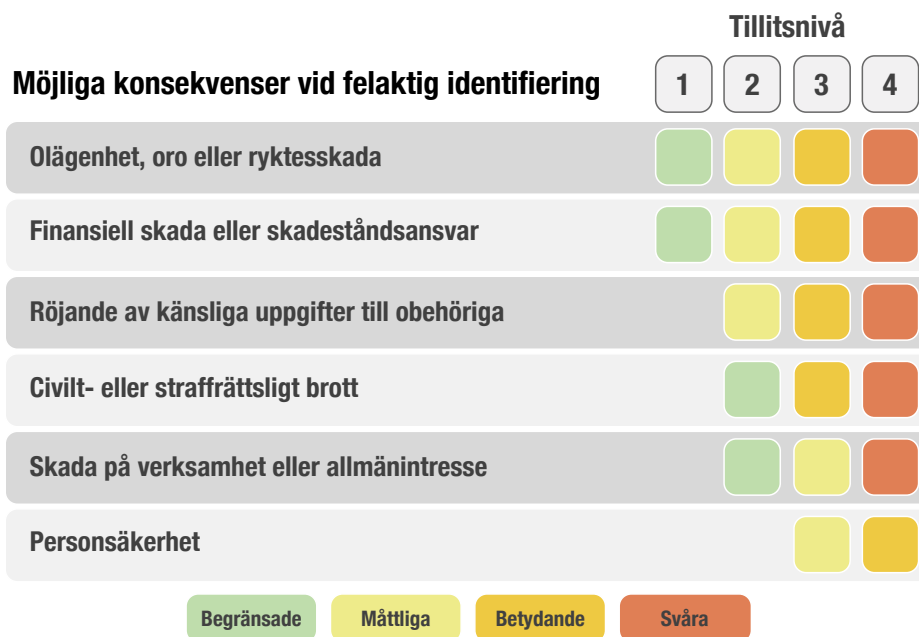 Tillitsnivå
Möjliga konsekvenser vid felaktig identifiering 1 2 3 4
Olägenhet, oro eller ryktesskada
Finansiell skada eller skadeståndsansvar
Röjande av känsliga uppgifter till obehöriga
Civilt- eller straffrättsligt brott
Skada på verksamhet eller allmänintresse
Personsäkerhet
Begränsade Måttliga Betydande Svåra